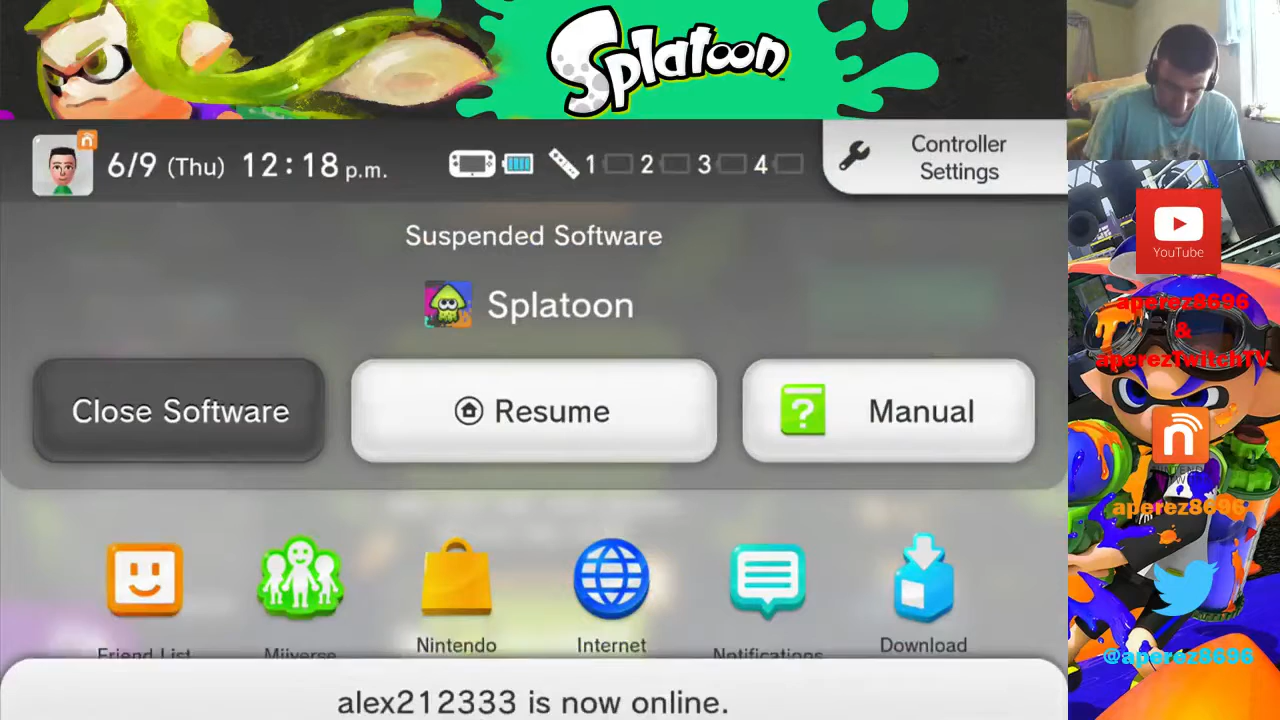 Splatoon
6/9 (Thu) 12:18 p.m.
1 2 3 4
Controller
Settings
Suspended Software
Splatoon
Close Software
Resume
? Manual
Friend List
Miiverse
Nintendo
Internet
Notifications
Download
alex212333 is now online.
YouTube
aperez8696
&
aperezTwitchTV
aperez8696
@aperez8696